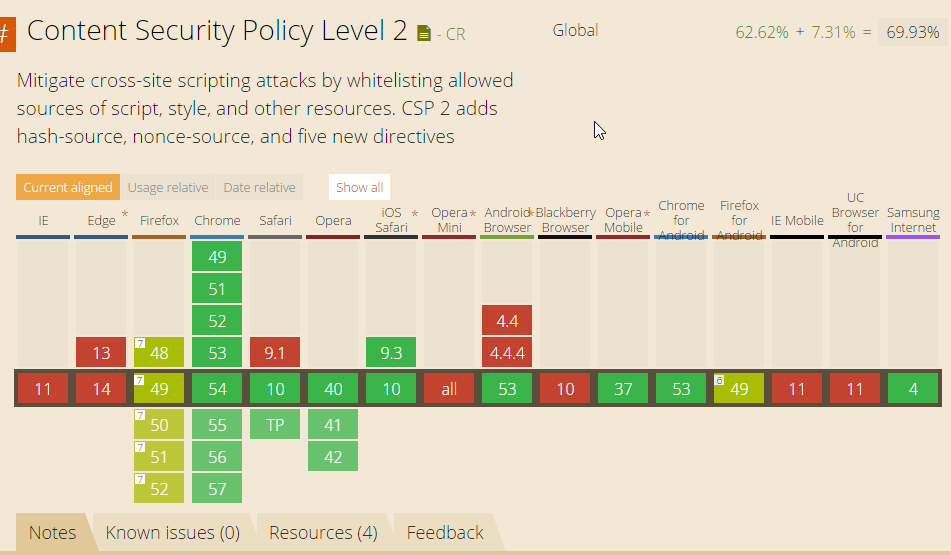 # Content Security Policy Level 2 - CR
Global
62.62% + 7.31% = 69.93%
Mitigate cross-site scripting attacks by whitelisting allowed
sources of script, style, and other resources. CSP 2 adds
hash-source, nonce-source, and five new directives
Current aligned Usage relative Date relative Show all
IE
Edge *
Firefox
Chrome
Safari
Opera
iOS
Safari *
Opera
Mini *
Android
Browser *
Blackberry
Browser
Opera
Mobile *
Chrome
for
Android
Firefox
for
Android
IE Mobile
UC
Browser
for
Android
Samsung
Internet
49
51
52 4.4
13 7 48 53 9.1 9.3 4.4.4
11 14 7 49 54 10 40 10 all 53 10 37 53 6 49 11 11 4
7 50 55 TP 41
7 51 56 42
7 52 57
Notes Known issues (0) Resources (4) Feedback